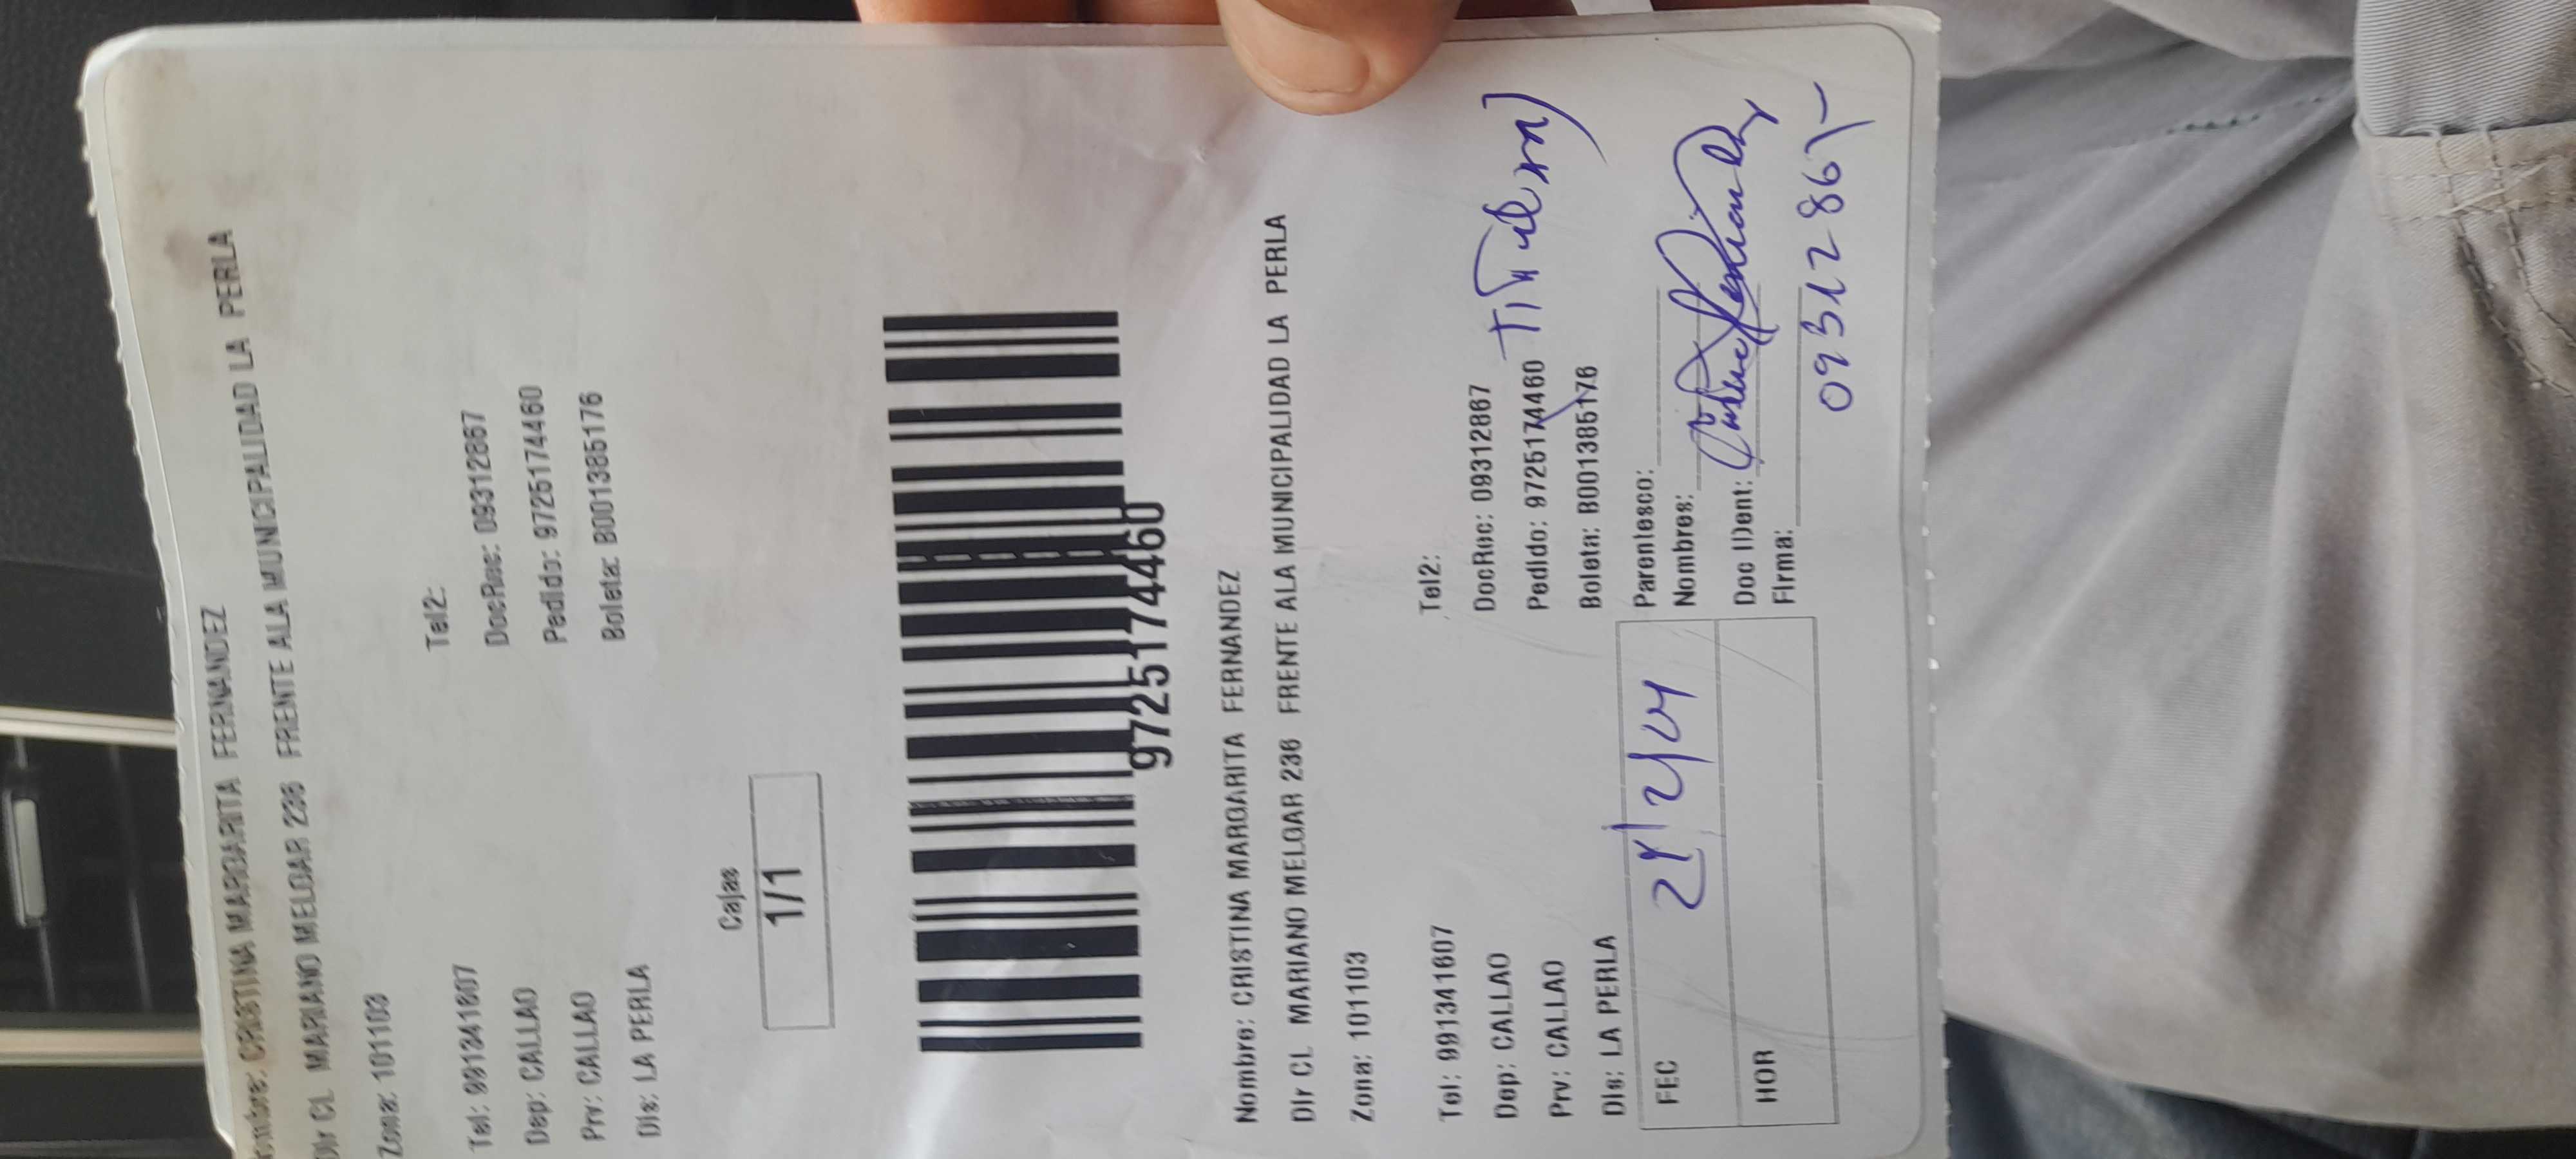 Nombre: CRISTINA MARGARITA FERNANDEZ
Dir CL MARIANO MELGAR 236 FRENTE ALA MUNICIPALIDAD LA PERLA
Zona: 101103
Tel: 991341607 Tel2:
Dep: CALLAO DocRec: 09312867
Prv: CALLAO Pedido: 972517446​0
Dis: LA PERLA Boleta: B001385176
Cajas
1/1
9725174460
Nombre: CRISTINA MARGARITA FERNANDEZ
Dir CL MARIANO MELGAR 236 FRENTE ALA MUNICIPALIDAD LA PERLA
Zona: 101103
Tel: 991341607 Tel2:
Dep: CALLAO DocRec: 09312867
Prv: CALLAO Pedido: 9725174460
Dis: LA PERLA Boleta: B001385176
Titular
FEC Parentesco:
Nombres:
HOR Doc IDent:
Firma: